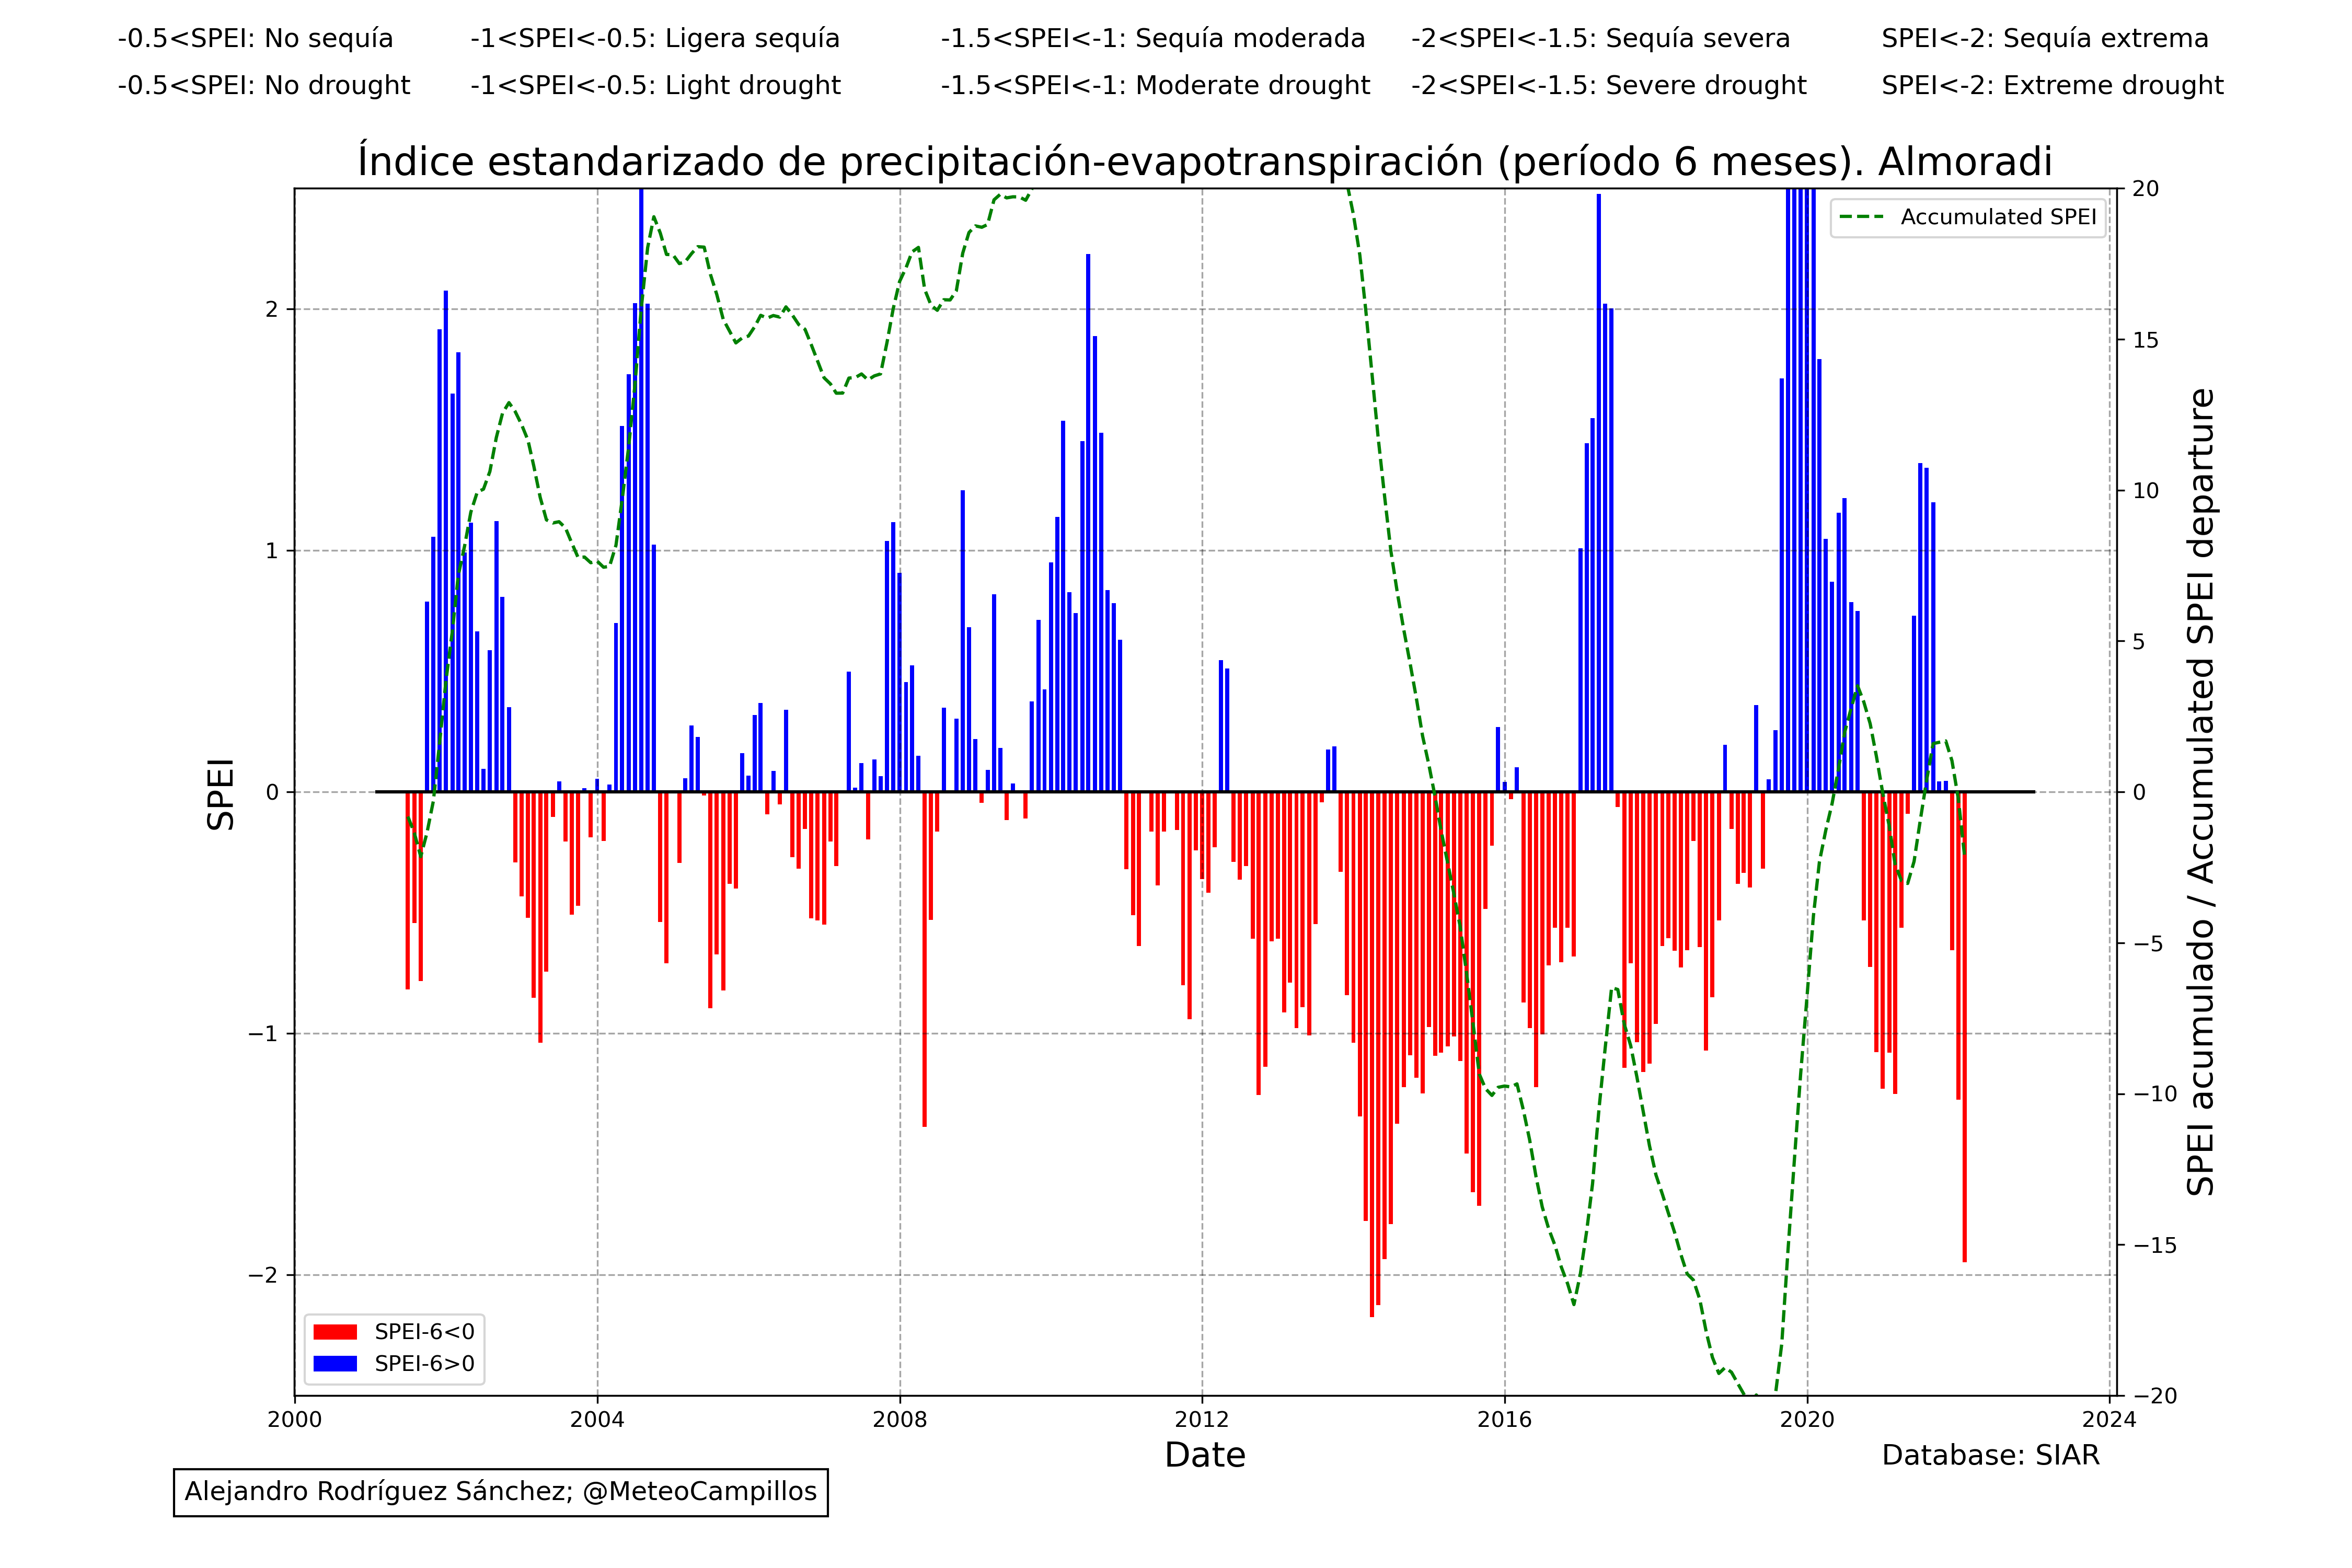 -0.5<SPEI: No sequía -1<SPEI<-0.5: Ligera sequía -1.5<SPEI<-1: Sequía moderada -2<SPEI<-1.5: Sequía severa SPEI<-2: Sequía extrema
-0.5<SPEI: No drought -1<SPEI<-0.5: Light drought -1.5<SPEI<-1: Moderate drought -2<SPEI<-1.5: Severe drought SPEI<-2: Extreme drought
Índice estandarizado de precipitación-evapotranspiración (período 6 meses). Almoradi
SPEI
2
1
0
−1
−2
Accumulated SPEI
20
15
10
5
0
−5
−10
−15
−20
SPEI acumulado / Accumulated SPEI departure
SPEI-6<0
SPEI-6>0
2000 2004 2008 2012 2016 2020 2024
Date
Database: SIAR
Alejandro Rodríguez Sánchez; @MeteoCampillos